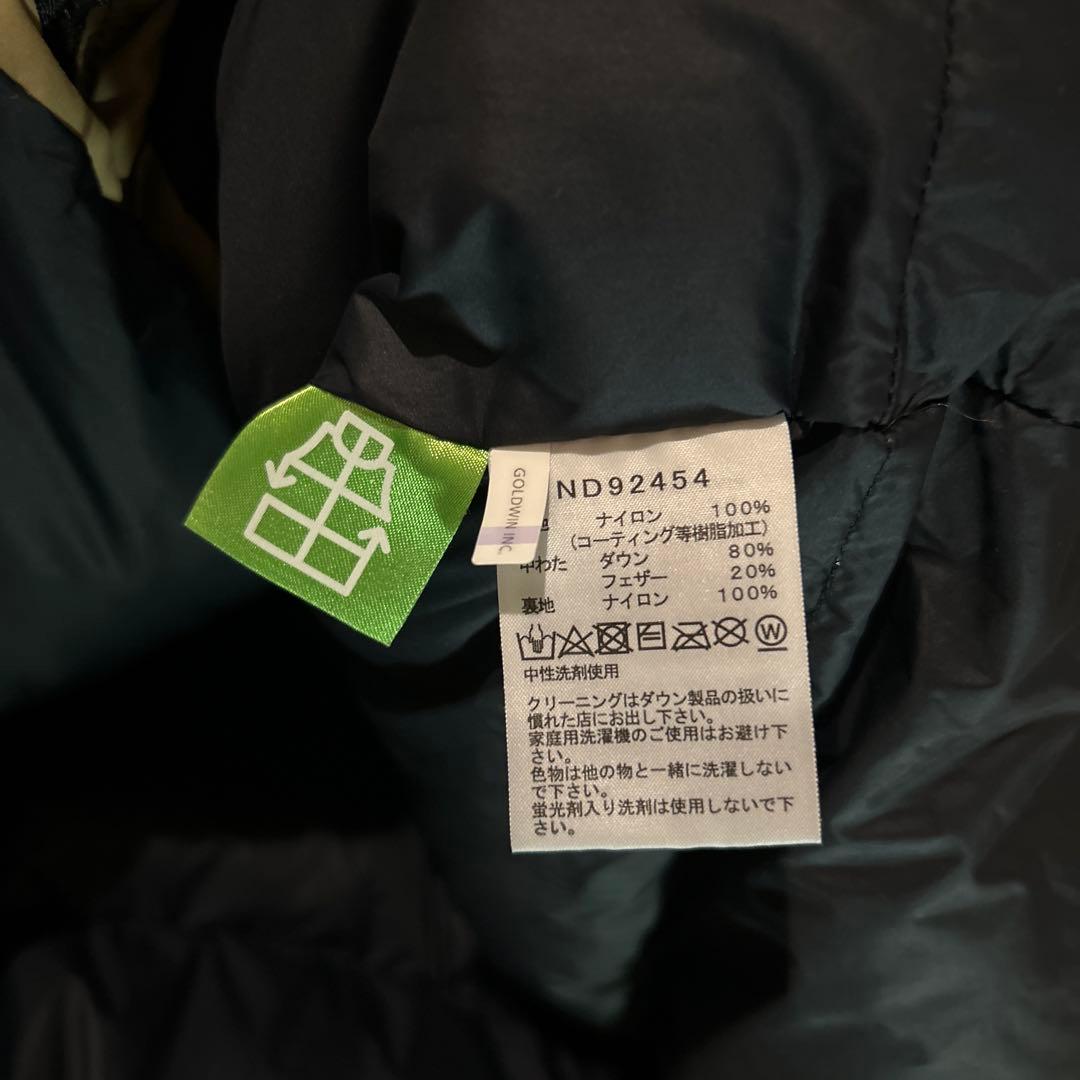 GOLDWIN INC.
ND92454
地 ナイロン 100%
(コーティング等樹脂加工)
中わた ダウン 80%
フェザー 20%
裏地 ナイロン 100%
W
中性洗剤使用
クリーニングはダウン製品の扱いに
慣れた店にお出し下さい。
家庭用洗濯機のご使用はお避け下
さい。
色物は他の物と一緒に洗濯しない
で下さい。
蛍光剤入り洗剤は使用しないで下
さい。